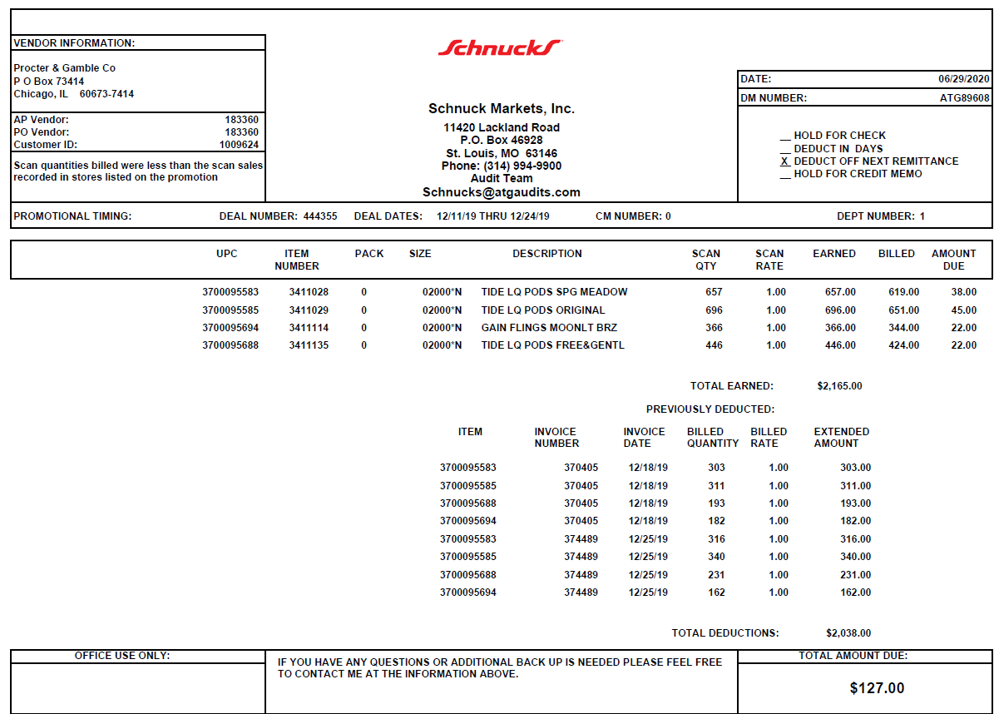 VENDOR INFORMATION:
Procter & Gamble Co
P O Box 73414
Chicago, IL 60673-7414
AP Vendor: 183360
PO Vendor: 183360
Customer ID: 1009624
Scan quantities billed were less than the scan sales
recorded in stores listed on the promotion
Schnucks
Schnuck Markets, Inc.
11420 Lackland Road
P.O. Box 46928
St. Louis, MO 63146
Phone: (314) 994-9900
Audit Team
Schnucks@atgaudits.com
DATE: 06/29/2020
DM NUMBER: ATG89608
__ HOLD FOR CHECK
__ DEDUCT IN DAYS
X DEDUCT OFF NEXT REMITTANCE
__ HOLD FOR CREDIT MEMO
PROMOTIONAL TIMING: DEAL NUMBER: 444355 DEAL DATES: 12/11/19 THRU 12/24/19 CM NUMBER: 0 DEPT NUMBER: 1
UPC ITEM PACK SIZE DESCRIPTION SCAN SCAN EARNED BILLED AMOUNT
NUMBER QTY RATE DUE
3700095583 3411028 0 02000*N TIDE LQ PODS SPG MEADOW 657 1.00 657.00 619.00 38.00
3700095585 3411029 0 02000*N TIDE LQ PODS ORIGINAL 696 1.00 696.00 651.00 45.00
3700095694 3411114 0 02000*N GAIN FLINGS MOONLT BRZ 366 1.00 366.00 344.00 22.00
3700095688 3411135 0 02000*N TIDE LQ PODS FREE&GENTL 446 1.00 446.00 424.00 22.00
TOTAL EARNED: $2,165.00
PREVIOUSLY DEDUCTED:
ITEM INVOICE INVOICE BILLED BILLED EXTENDED
NUMBER DATE QUANTITY RATE AMOUNT
3700095583 370405 12/18/19 303 1.00 303.00
3700095585 370405 12/18/19 311 1.00 311.00
3700095688 370405 12/18/19 193 1.00 193.00
3700095694 370405 12/18/19 182 1.00 182.00
3700095583 374489 12/25/19 316 1.00 316.00
3700095585 374489 12/25/19 340 1.00 340.00
3700095688 374489 12/25/19 231 1.00 231.00
3700095694 374489 12/25/19 162 1.00 162.00
TOTAL DEDUCTIONS: $2,038.00
OFFICE USE ONLY:
IF YOU HAVE ANY QUESTIONS OR ADDITIONAL BACK UP IS NEEDED PLEASE FEEL FREE
TO CONTACT ME AT THE INFORMATION ABOVE.
TOTAL AMOUNT DUE:
$127.00